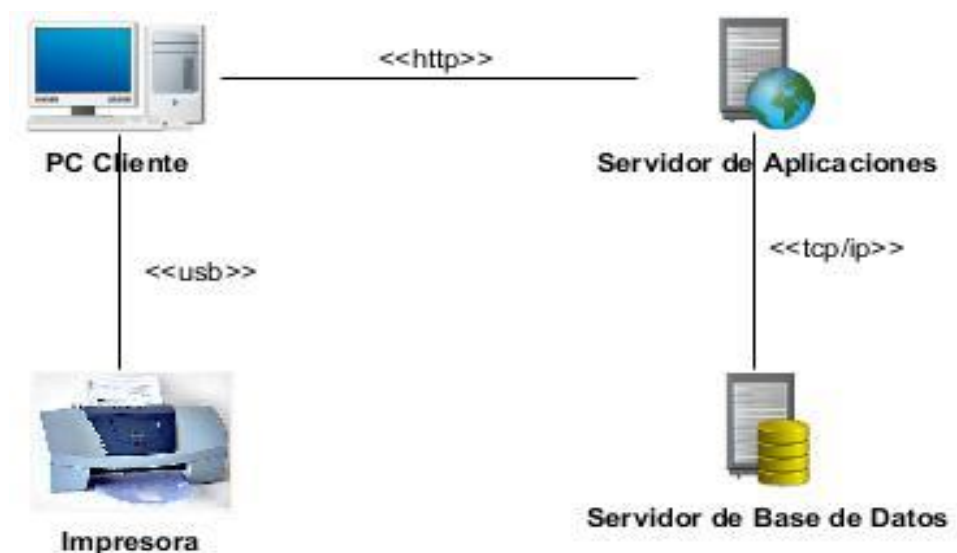 <<http>>
PC Cliente
Servidor de Aplicaciones
<<usb>>
<<tcp/ip>>
Impresora
Servidor de Base de Datos